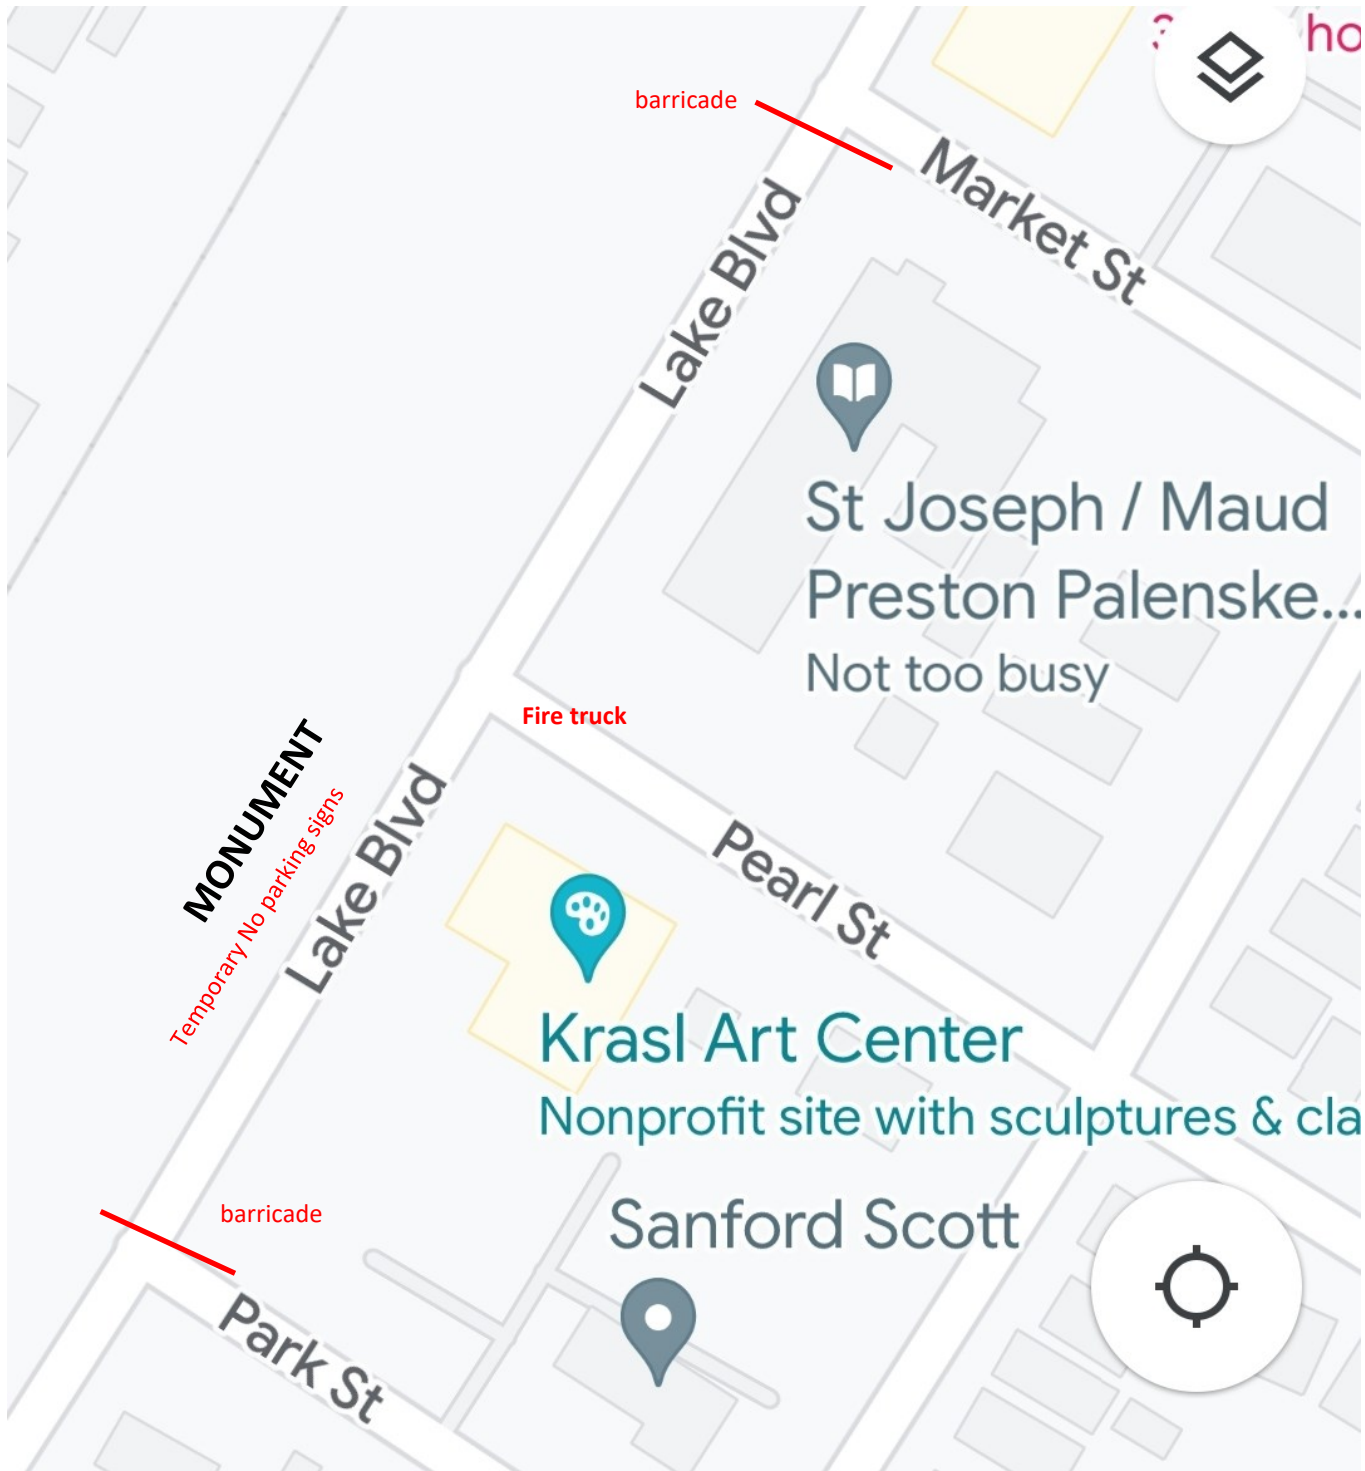 ho
barricade
Market St
Lake Blvd
St Joseph / Maud
Preston Palenske...
Not too busy
Fire truck
MONUMENT
Temporary No parking signs
Lake Blvd
Pearl St
Krasl Art Center
Nonprofit site with sculptures & cla
barricade
Sanford Scott
Park St